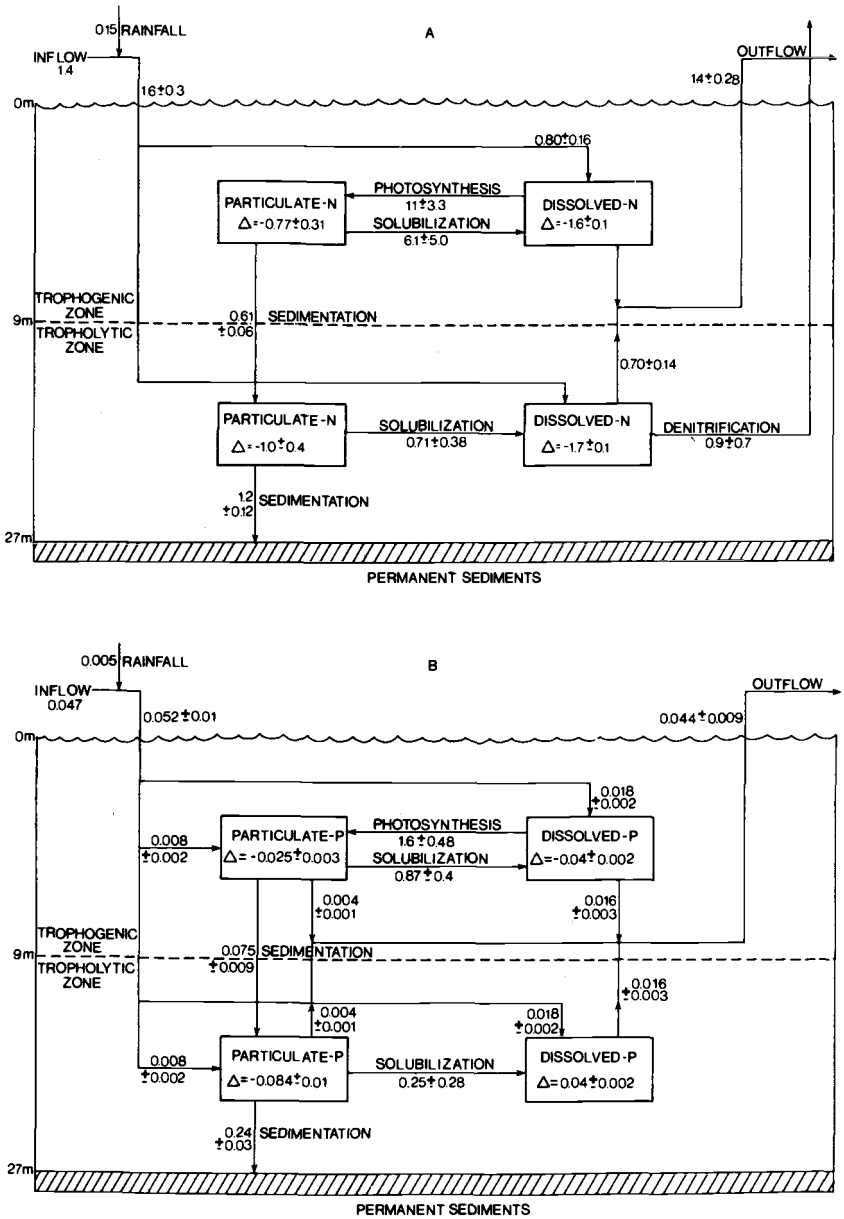 015 RAINFALL
A
INFLOW
1.4
OUTFLOW
1.6±0.3
1.4±0.28
0m
0.80±0.16
PARTICULATE-N
Δ=-0.77±0.31
PHOTOSYNTHESIS
11±3.3
SOLUBILIZATION
6.1±5.0
DISSOLVED-N
Δ=-1.6±0.1
TROPHOGENIC
ZONE
9m
TROPHOLYTIC
ZONE
0.61
±0.06
SEDIMENTATION
0.70±0.14
PARTICULATE-N
Δ=-1.0±0.4
SOLUBILIZATION
0.71±0.38
DISSOLVED-N
Δ=-1.7±0.1
DENITRIFICATION
0.9±0.7
1.2
±0.12
SEDIMENTATION
27m
PERMANENT SEDIMENTS
0.005 RAINFALL
B
INFLOW
0.047
OUTFLOW
0.052±0.01
0.044±0.009
0m
0.018
±0.002
0.008
±0.002
PARTICULATE-P
Δ=-0.025±0.003
PHOTOSYNTHESIS
1.6±0.48
SOLUBILIZATION
0.87±0.4
DISSOLVED-P
Δ=-0.04±0.002
0.004
±0.001
0.016
±0.003
TROPHOGENIC
ZONE
9m
TROPHOLYTIC
ZONE
0.075
±0.009
SEDIMENTATION
0.004
±0.001
0.018
±0.002
0.016
±0.003
0.008
±0.002
PARTICULATE-P
Δ=-0.084±0.01
SOLUBILIZATION
0.25±0.28
DISSOLVED-P
Δ=0.04±0.002
0.24
±0.03
SEDIMENTATION
27m
PERMANENT SEDIMENTS